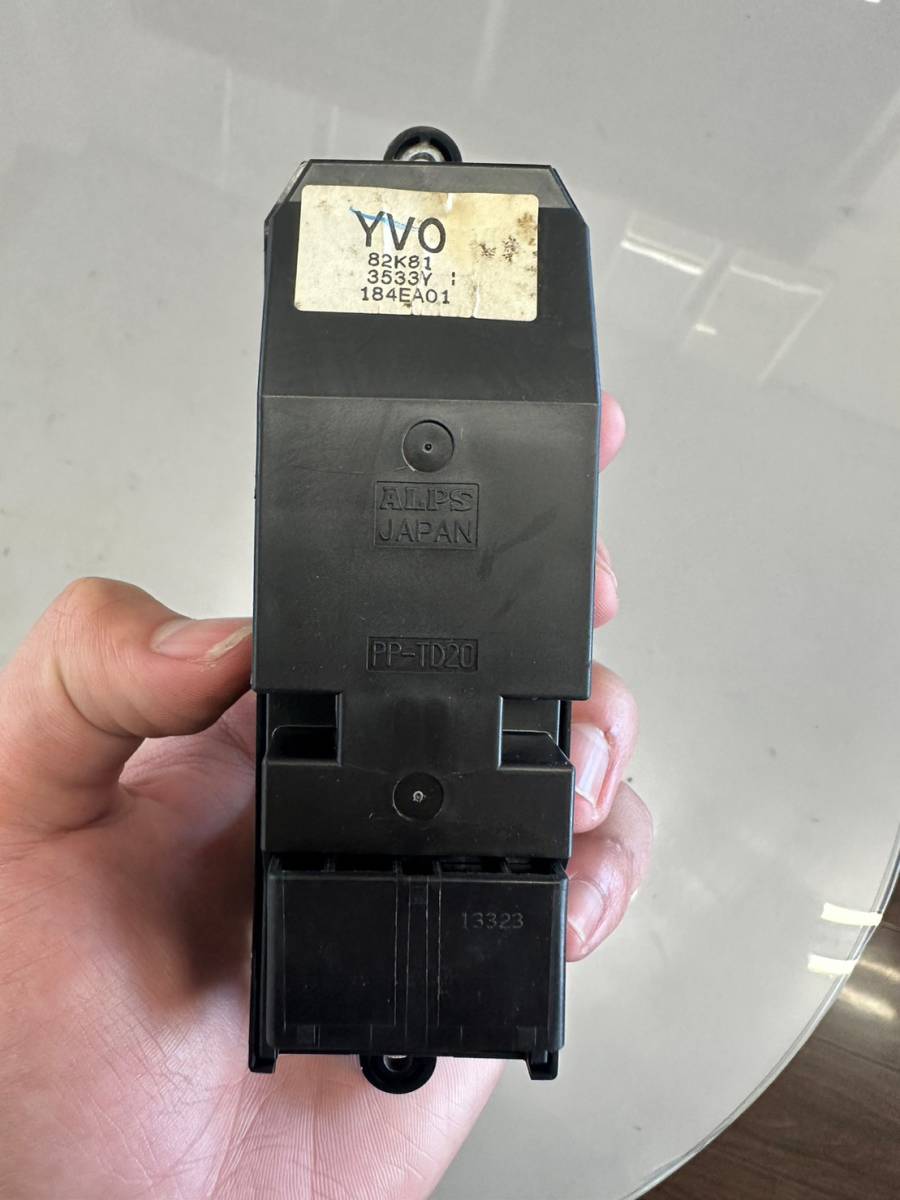 YV0
82K81
3533Y :
184EA01
ALPS
JAPAN
PP-TD20
13323